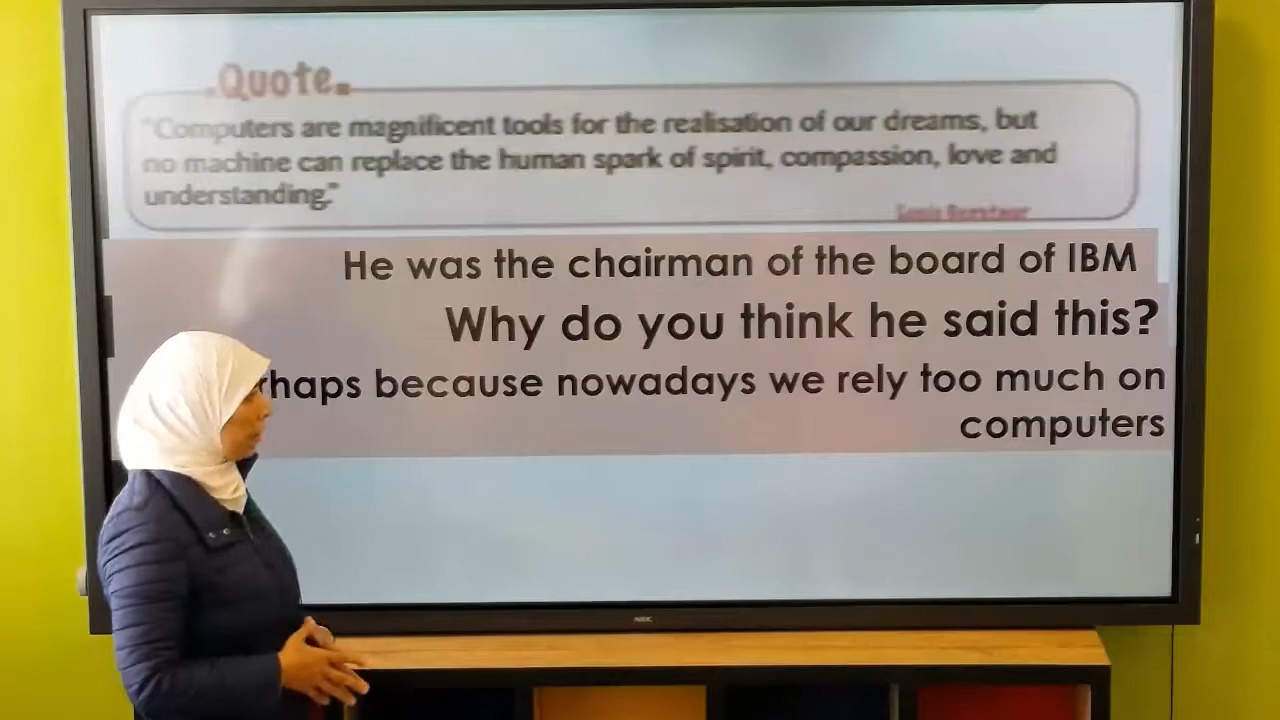 Quote
"Computers are magnificent tools for the realisation of our dreams, but
no machine can replace the human spark of spirit, compassion, love and
understanding."
He was the chairman of the board of IBM
Why do you think he said this?
rhaps because nowadays we rely too much on
computers
NEC